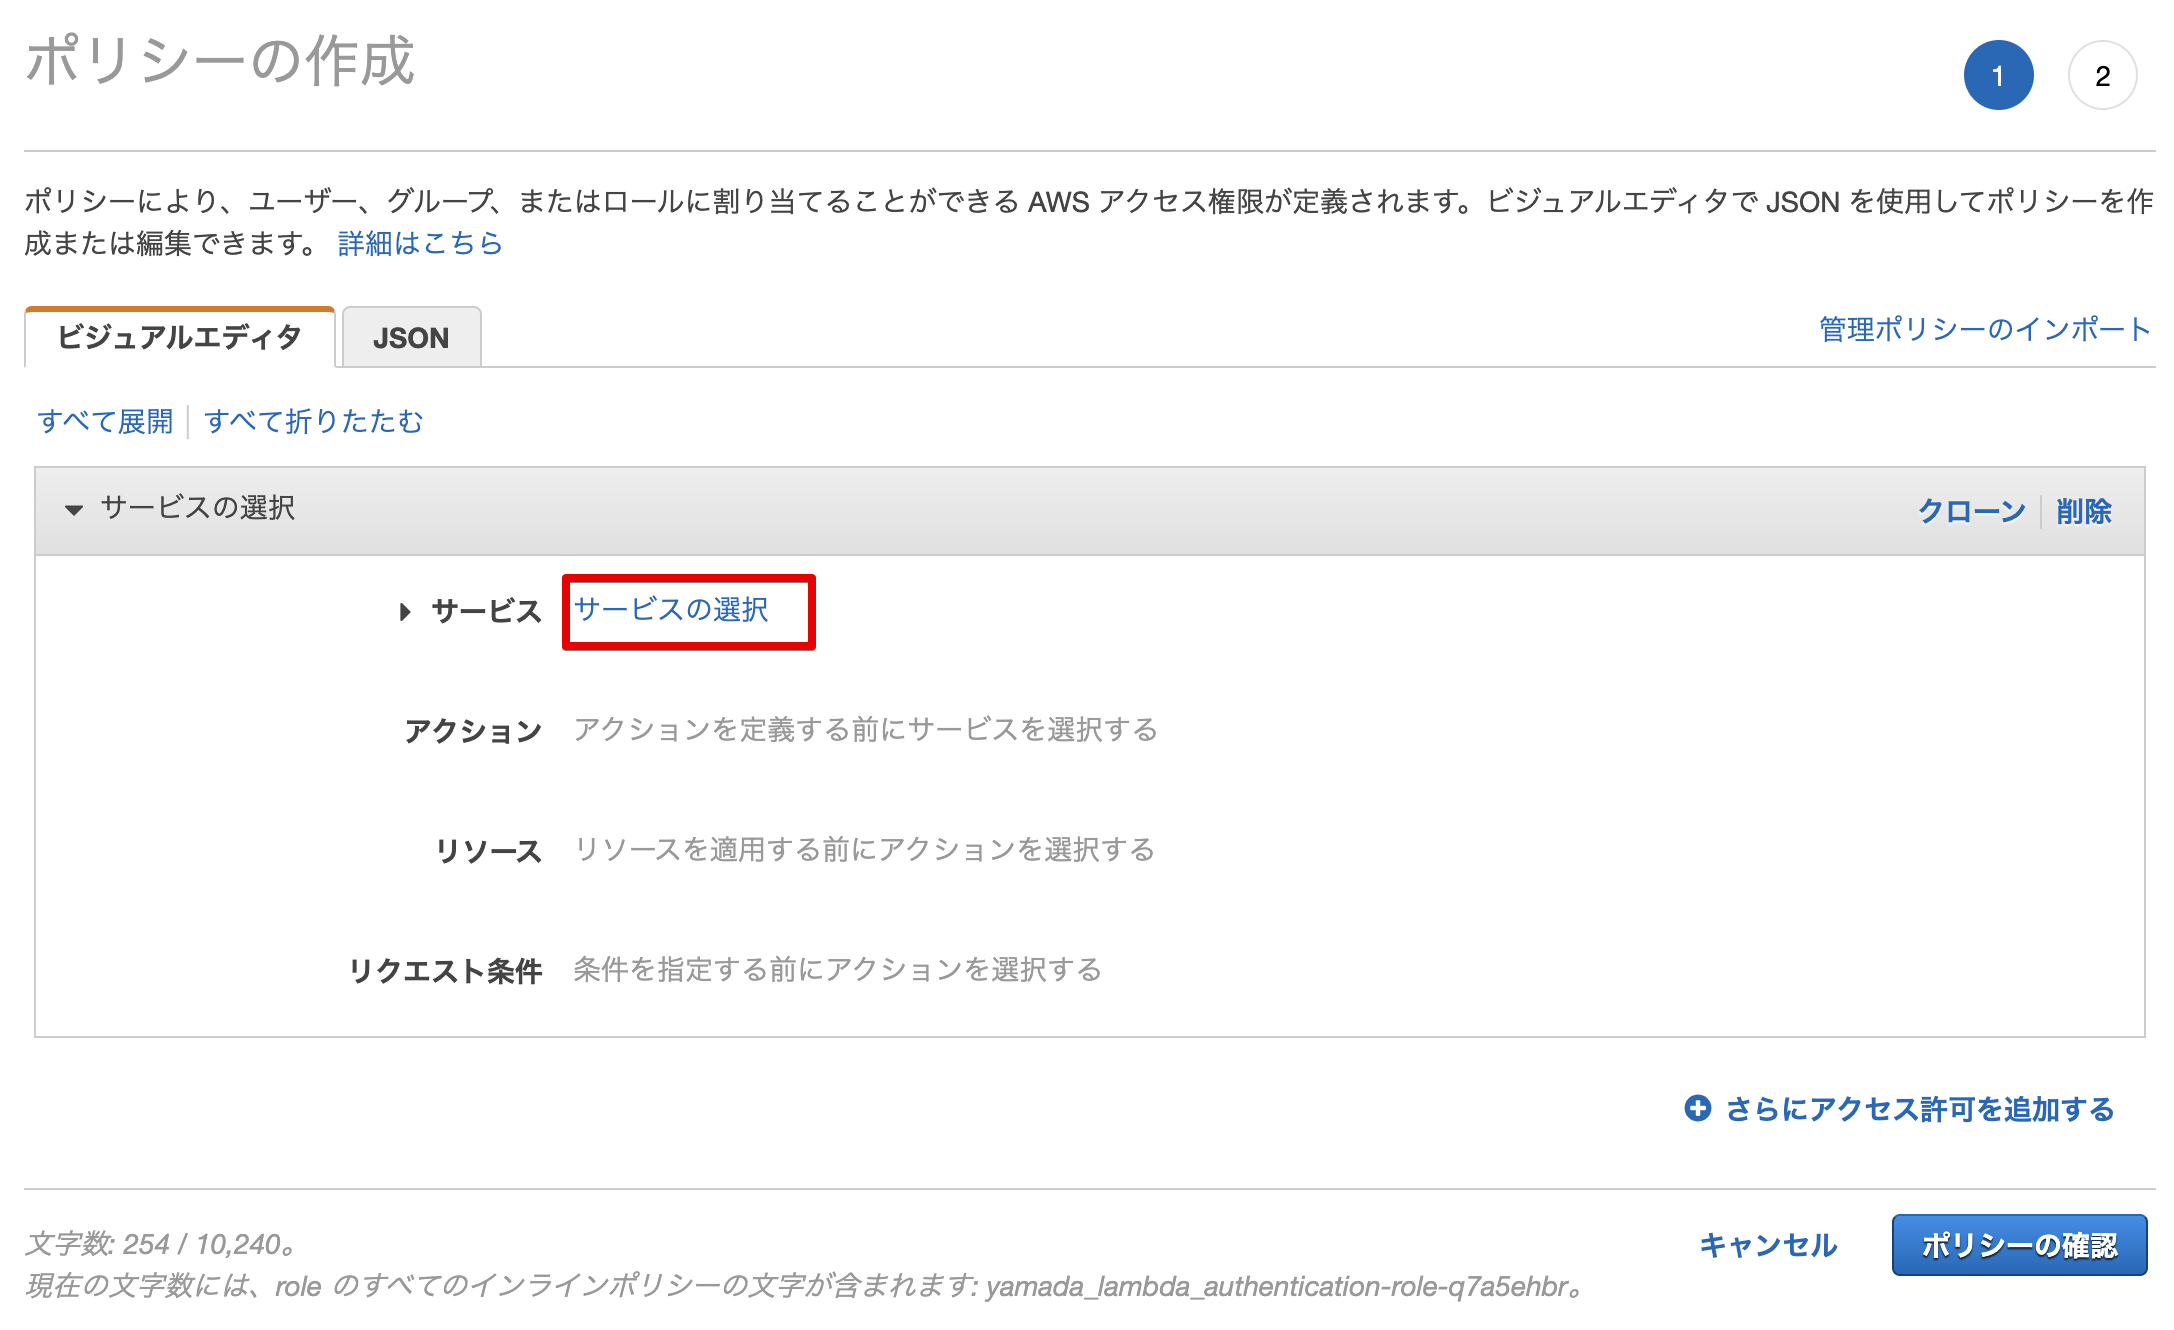 ポリシーの作成
1
2
ポリシーにより、ユーザー、グループ、またはロールに割り当てることができる AWS アクセス権限が定義されます。ビジュアルエディタで JSON を使用してポリシーを作
成または編集できます。 詳細はこちら
ビジュアルエディタ
JSON
管理ポリシーのインポート
すべて展開
すべて折りたたむ
サービスの選択
クローン
削除
サービス
サービスの選択
アクション
アクションを定義する前にサービスを選択する
リソース
リソースを適用する前にアクションを選択する
リクエスト条件
条件を指定する前にアクションを選択する
さらにアクセス許可を追加する
文字数: 254 / 10,240。
キャンセル
ポリシーの確認
現在の文字数には、role のすべてのインラインポリシーの文字が含まれます: yamada_lambda_authentication-role-q7a5ehbr。